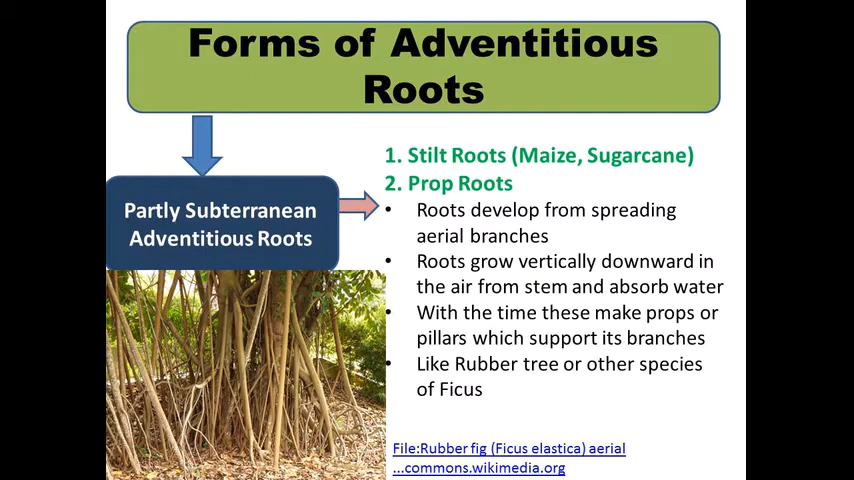 Forms of Adventitious
Roots
Partly Subterranean
Adventitious Roots
1. Stilt Roots (Maize, Sugarcane)
2. Prop Roots
• Roots develop from spreading
aerial branches
• Roots grow vertically downward in
the air from stem and absorb water
• With the time these make props or
pillars which support its branches
• Like Rubber tree or other species
of Ficus
File:Rubber fig (Ficus elastica) aerial
...commons.wikimedia.org